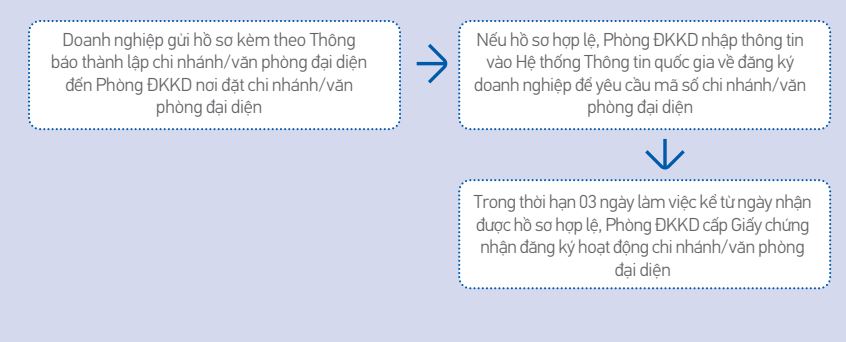 Doanh nghiệp gửi hồ sơ kèm theo Thông
báo thành lập chi nhánh/văn phòng đại diện
đến Phòng ĐKKD nơi đặt chi nhánh/văn
phòng đại diện
Nếu hồ sơ hợp lệ, Phòng ĐKKD nhập thông tin
vào Hệ thống Thông tin quốc gia về đăng ký
doanh nghiệp để yêu cầu mã số chi nhánh/văn
phòng đại diện
Trong thời hạn 03 ngày làm việc kể từ ngày nhận
được hồ sơ hợp lệ, Phòng ĐKKD cấp Giấy chứng
nhận đăng ký hoạt động chi nhánh/văn phòng
đại diện